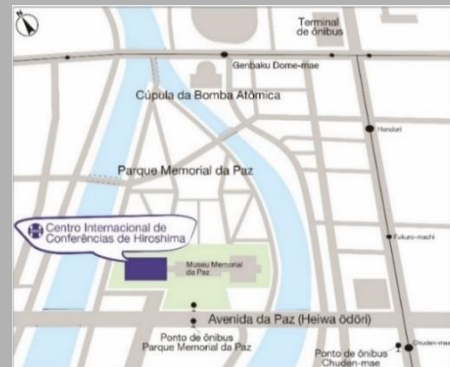 Terminal
de ônibus
Genbaku Dome-mae
Cúpula da Bomba Atômica
Hondori
Parque Memorial da Paz
Centro Internacional de
Conferências de Hiroshima
Fukuro-machi
Museu Memorial
da Paz
Avenida da Paz (Heiwa ōdōri)
Ponto de ônibus
Parque Memorial da Paz
Chuden-mae
Ponto de ônibus
Chuden-mae